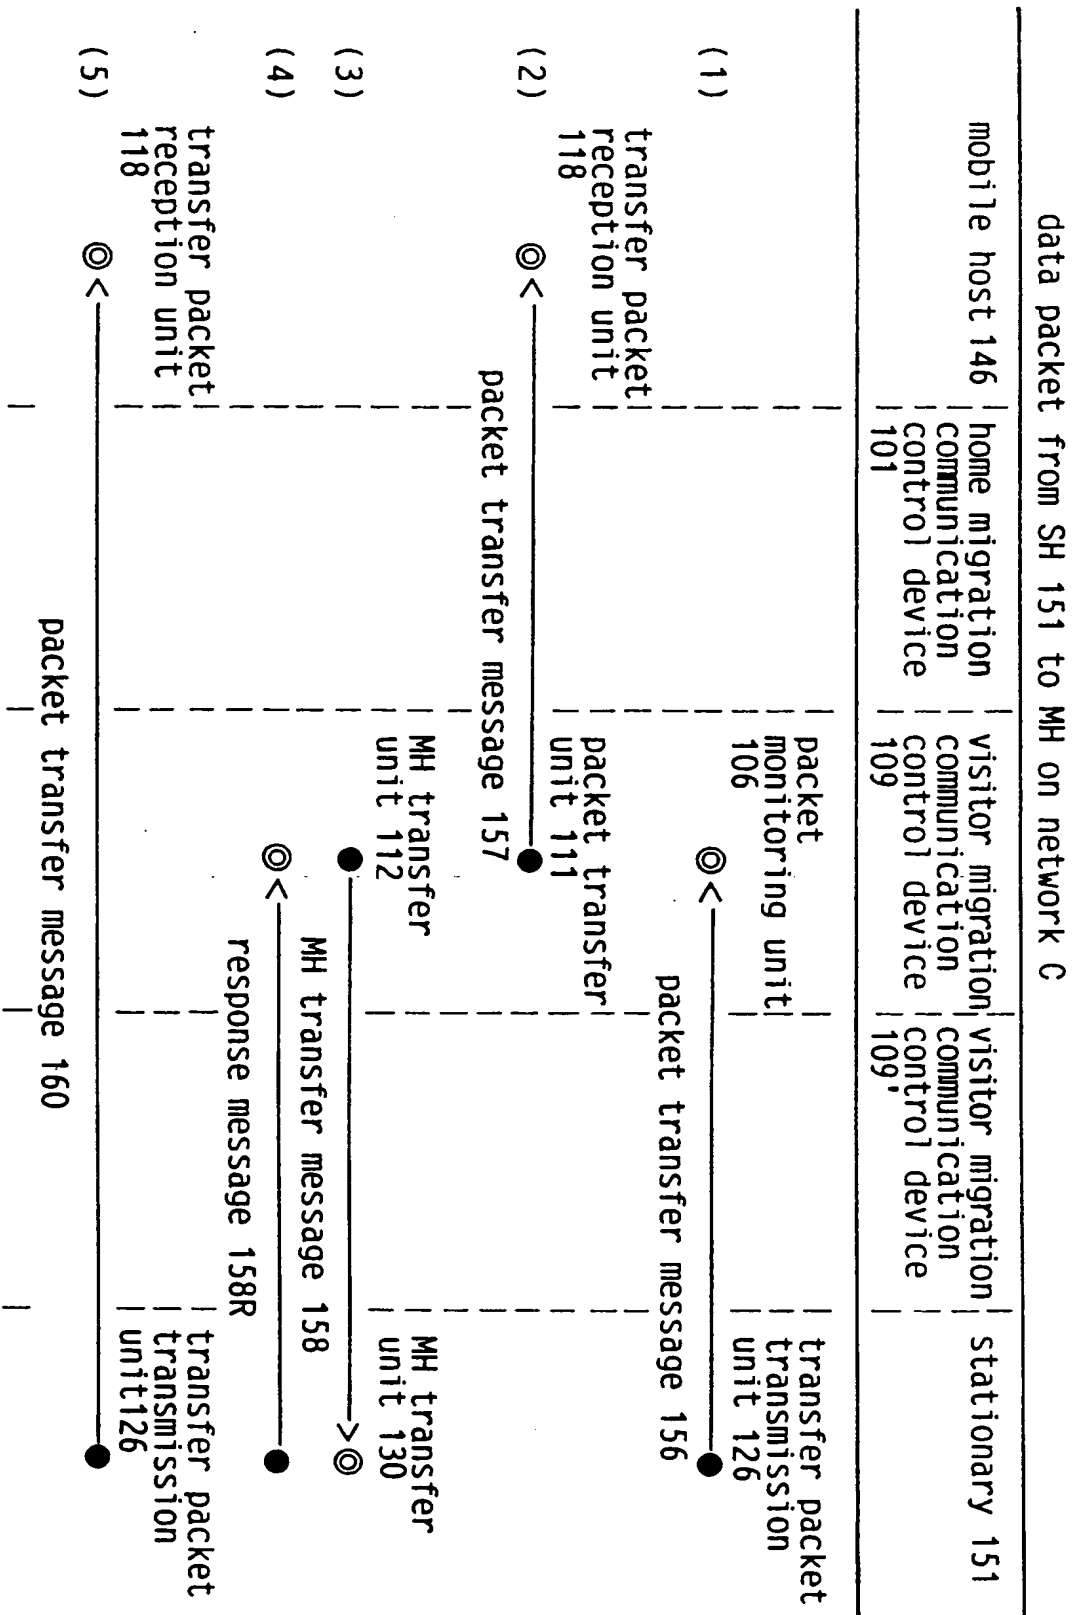 data packet from SH 151 to MH on network C
mobile host 146
home migration
communication
control device
101
visitor migration
communication
control device
109
visitor migration
communication
control device
109'
stationary 151
(1)
packet
monitoring unit
106
transfer packet
transmission
unit 126
packet transfer message 156
(2)
transfer packet
reception unit
118
packet transfer
unit 111
packet transfer message 157
(3)
MH transfer
unit 112
MH transfer
unit 130
MH transfer message 158
(4)
response message 158R
(5)
transfer packet
reception unit
118
transfer packet
transmission
unit126
packet transfer message 160